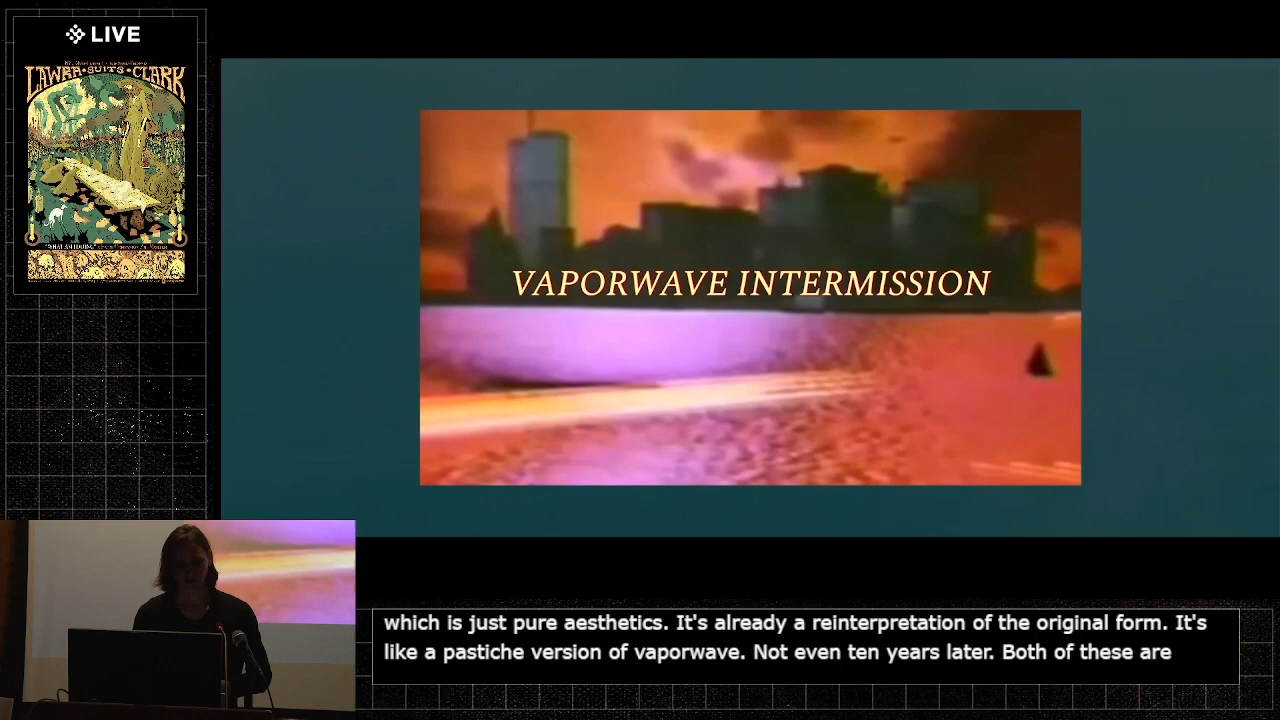 LIVE
LAWRA • SUITS • CLARK
VAPORWAVE INTERMISSION
which is just pure aesthetics. It's already a reinterpretation of the original form. It's
like a pastiche version of vaporwave. Not even ten years later. Both of these are